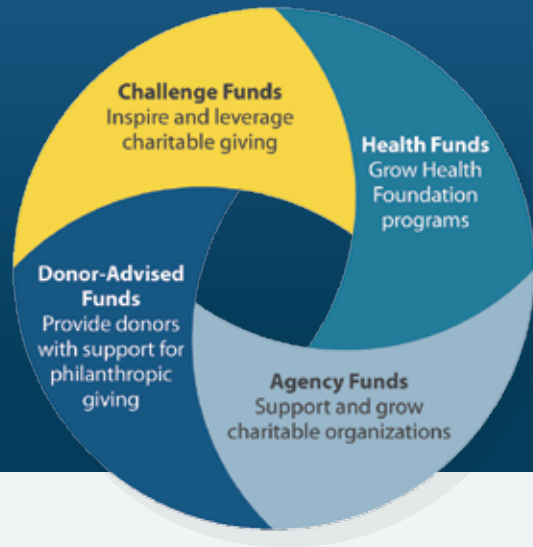 Challenge Funds
Inspire and leverage
charitable giving
Health Funds
Grow Health
Foundation
programs
Donor-Advised
Funds
Provide donors
with support for
philanthropic
giving
Agency Funds
Support and grow
charitable organizations